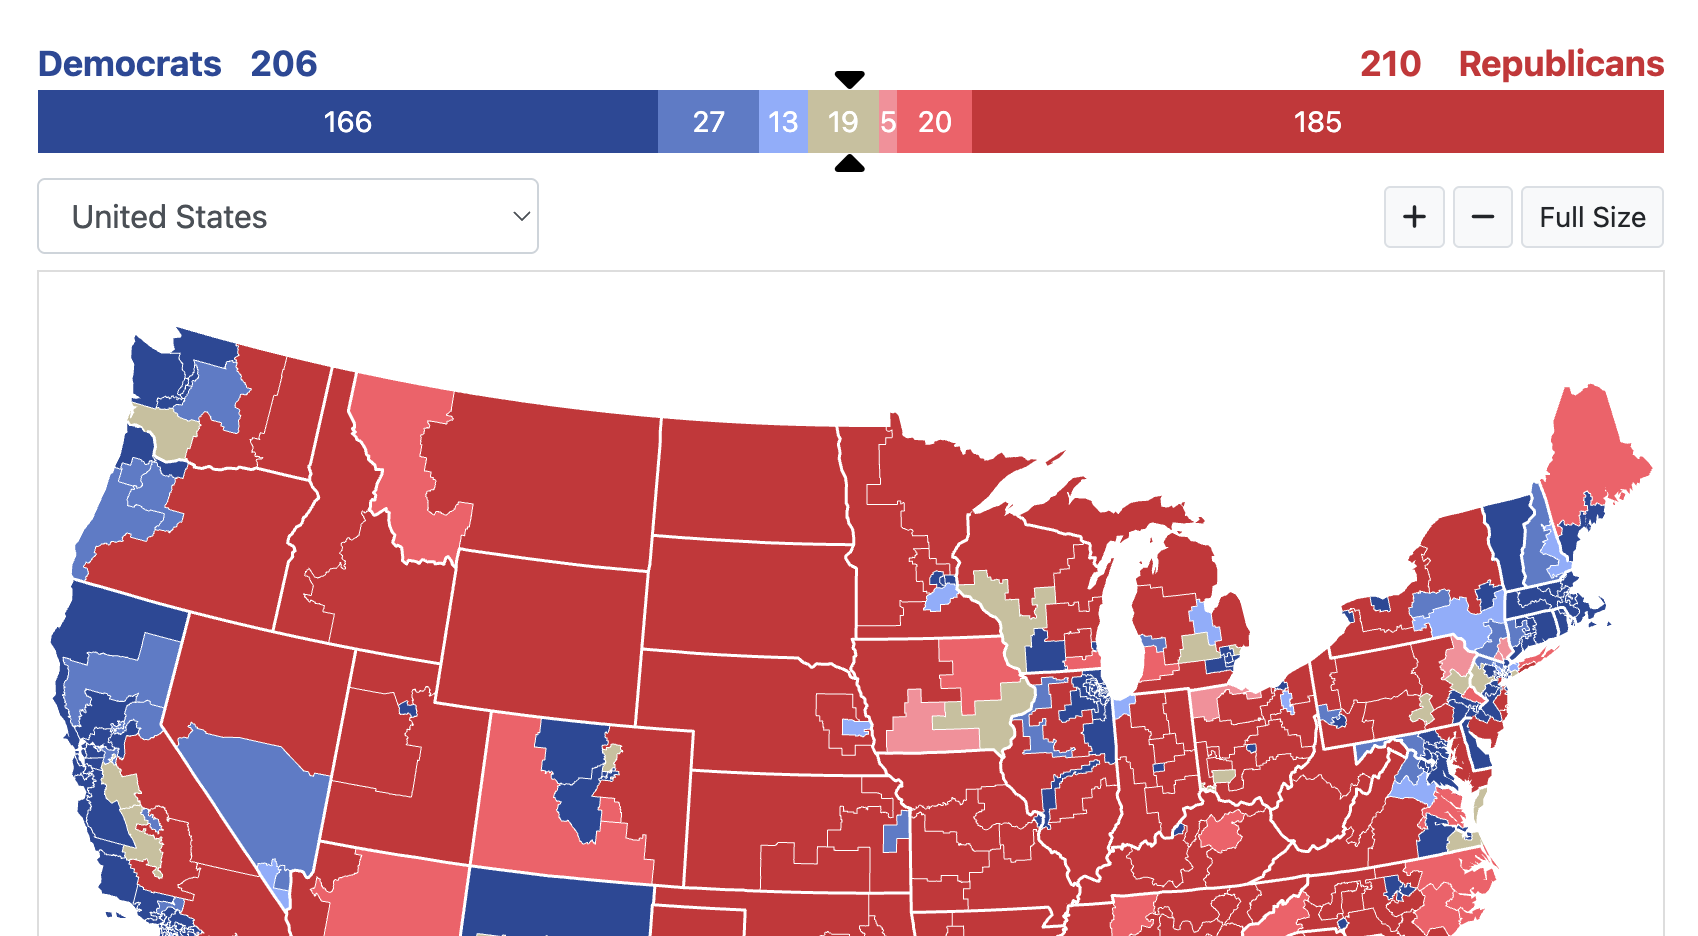 Democrats 206 210 Republicans
166 27 13 19 5 20 185
United States + − Full Size